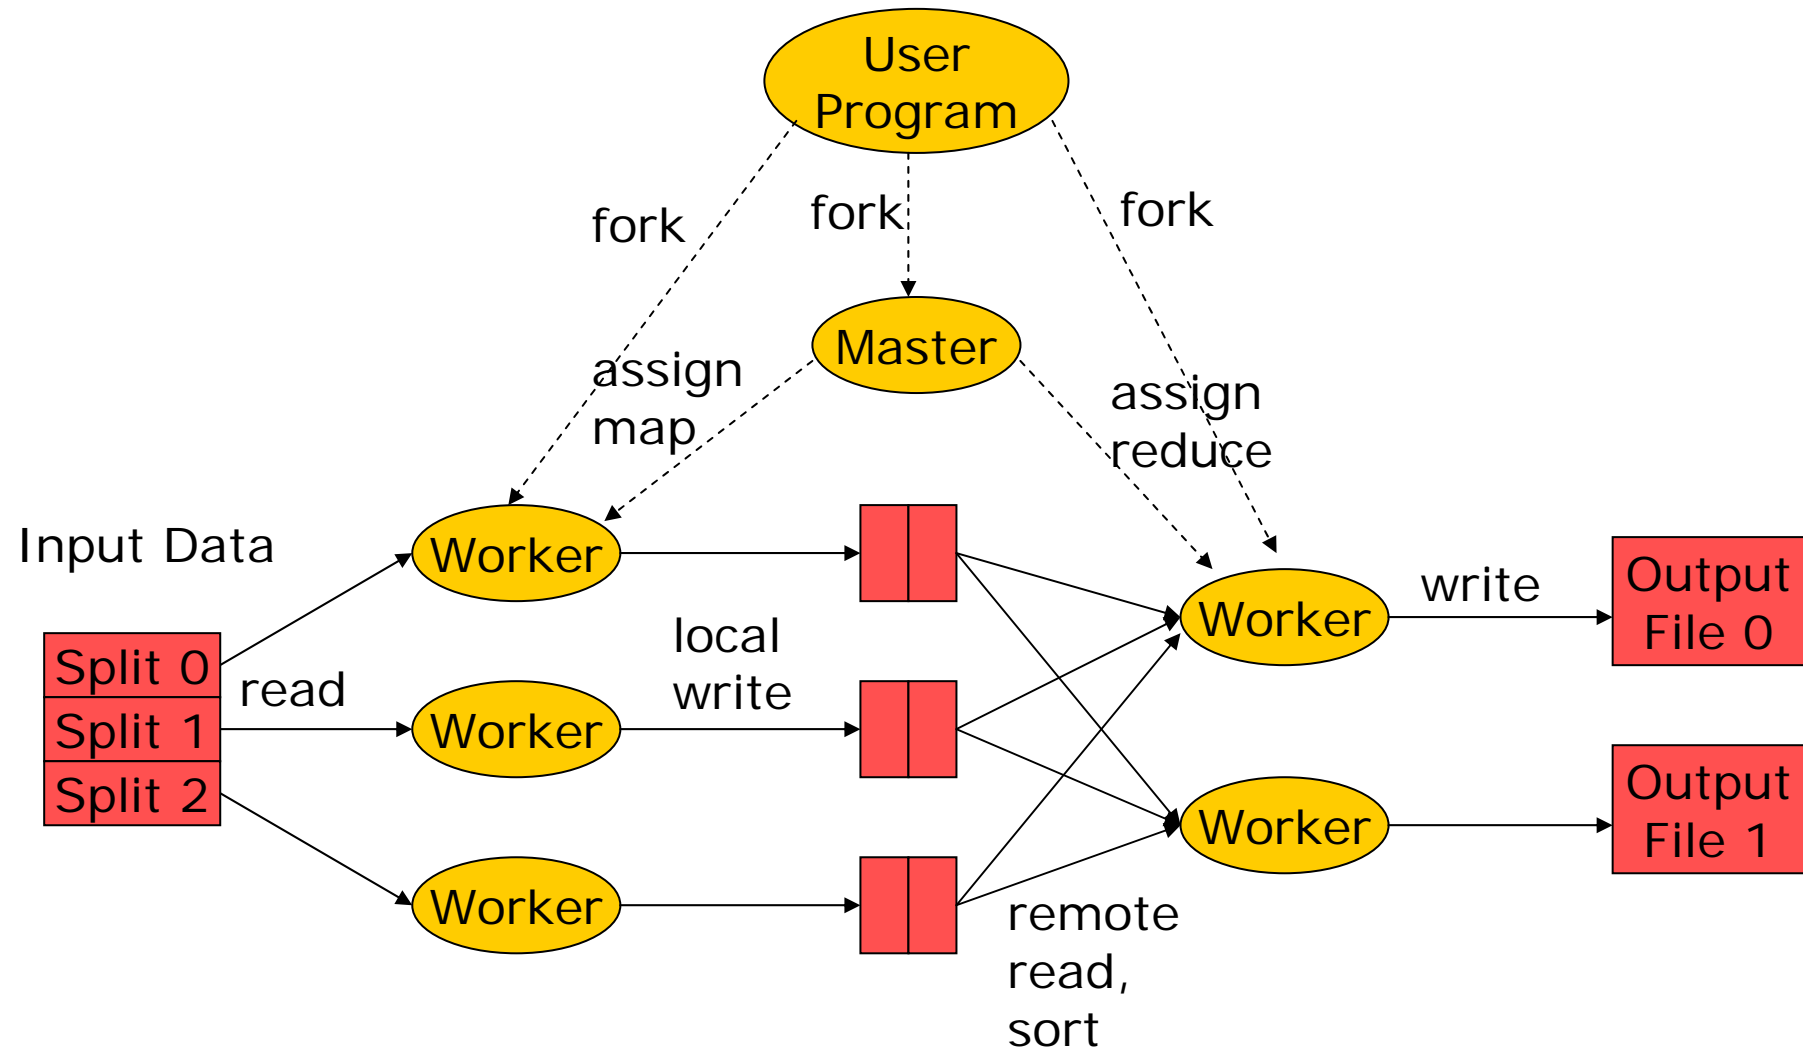 User
Program
fork
fork
fork
Master
assign
map
assign
reduce
Input Data
Worker
Split 0
Split 1
Split 2
read
Worker
Worker
local
write
Worker
write
Output
File 0
Worker
Output
File 1
remote
read,
sort